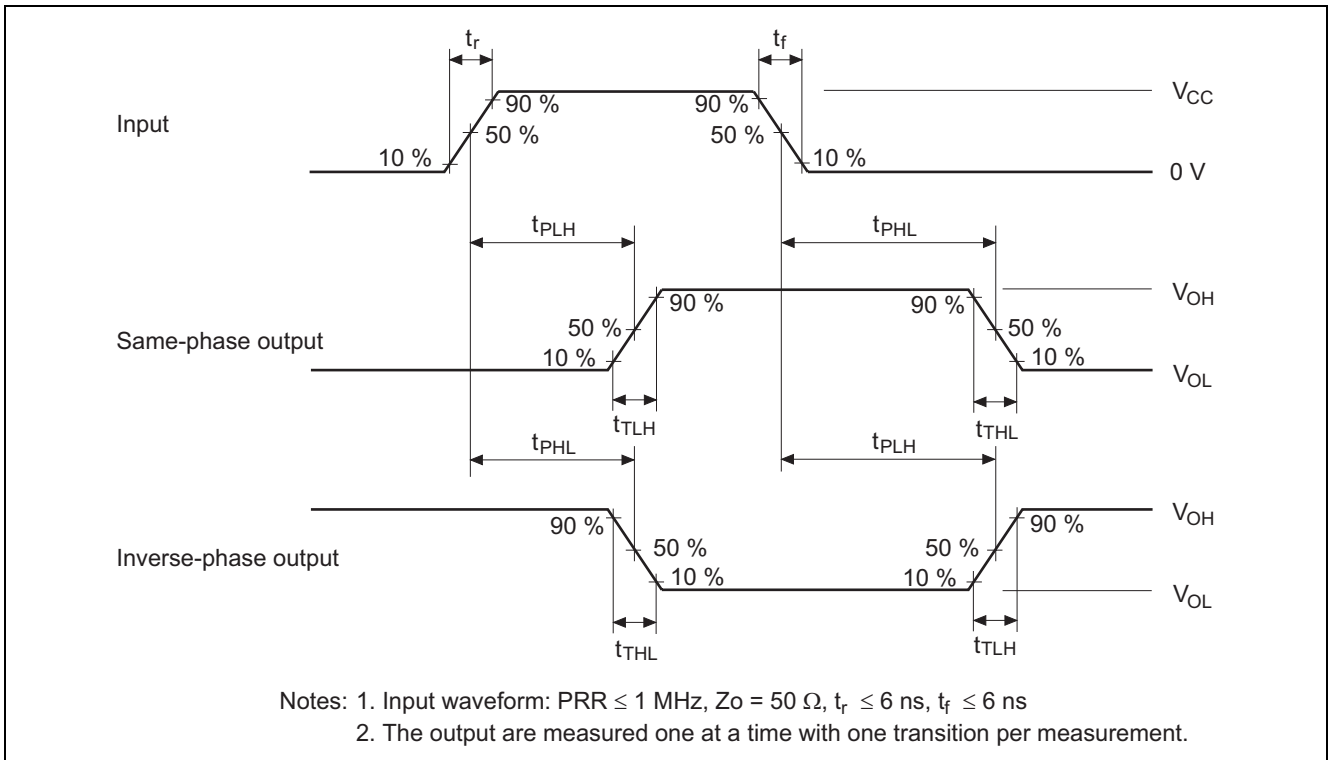 t_r
t_f
90 %
90 %
V_CC
Input
50 %
50 %
10 %
10 %
0 V
t_PLH
t_PHL
90 %
90 %
V_OH
50 %
50 %
Same-phase output
10 %
10 %
V_OL
t_TLH
t_THL
t_PHL
t_PLH
V_OH
90 %
90 %
50 %
50 %
Inverse-phase output
10 %
10 %
V_OL
t_THL
t_TLH
Notes: 1. Input waveform: PRR ≤ 1 MHz, Zo = 50 Ω, t_r ≤ 6 ns, t_f ≤ 6 ns
2. The output are measured one at a time with one transition per measurement.